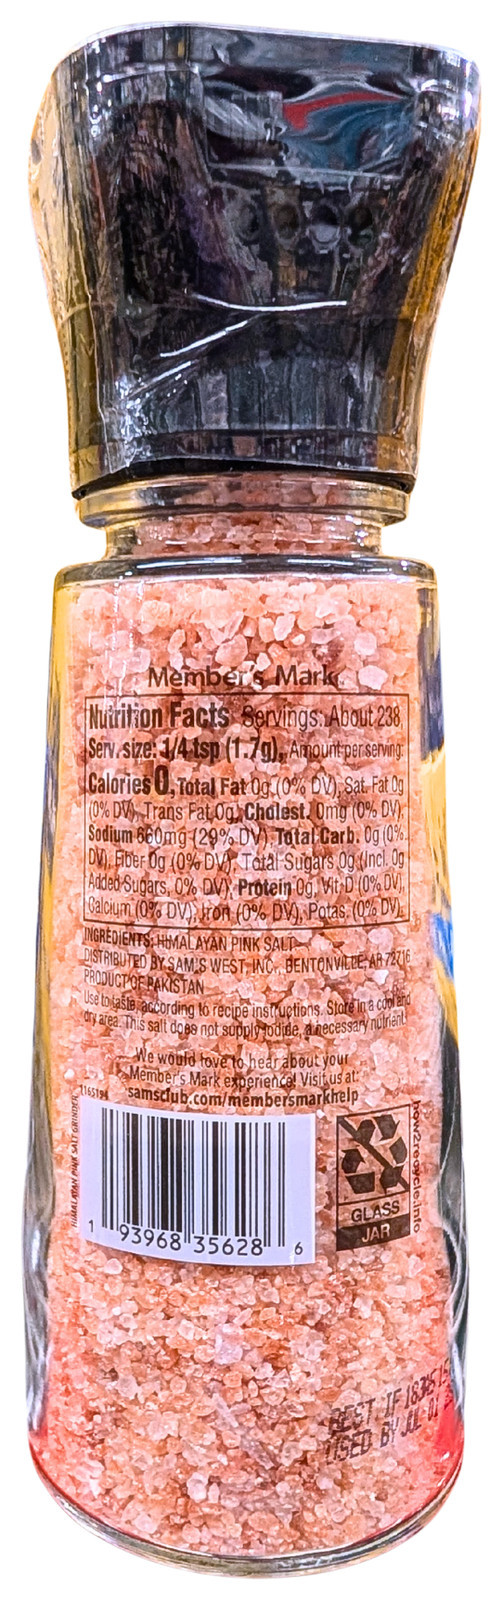 Member's Mark
Nutrition Facts Servings: About 238,
Serv. size: 1/4 tsp (1.7g), Amount per serving:
Calories 0, Total Fat 0g (0% DV), Sat. Fat 0g
(0% DV), Trans Fat 0g, Cholest. 0mg (0% DV),
Sodium 660mg (29% DV), Total Carb. 0g (0%
DV), Fiber 0g (0% DV), Total Sugars 0g (Incl. 0g
Added Sugars, 0% DV), Protein 0g, Vit. D (0% DV),
Calcium (0% DV), Iron (0% DV), Potas. (0% DV).
INGREDIENTS: HIMALAYAN PINK SALT
DISTRIBUTED BY SAM'S WEST, INC., BENTONVILLE, AR 72716
PRODUCT OF PAKISTAN
Use to taste, according to recipe instructions. Store in a cool and
dry area. This salt does not supply iodide, a necessary nutrient.
We would love to hear about your
Member's Mark experience! Visit us at:
samsclub.com/membersmarkhelp
HIMALAYAN PINK SALT GRINDER
1 93968 35628 6
GLASS
JAR
how2recycle.info
BEST IF
USED BY JUL 01